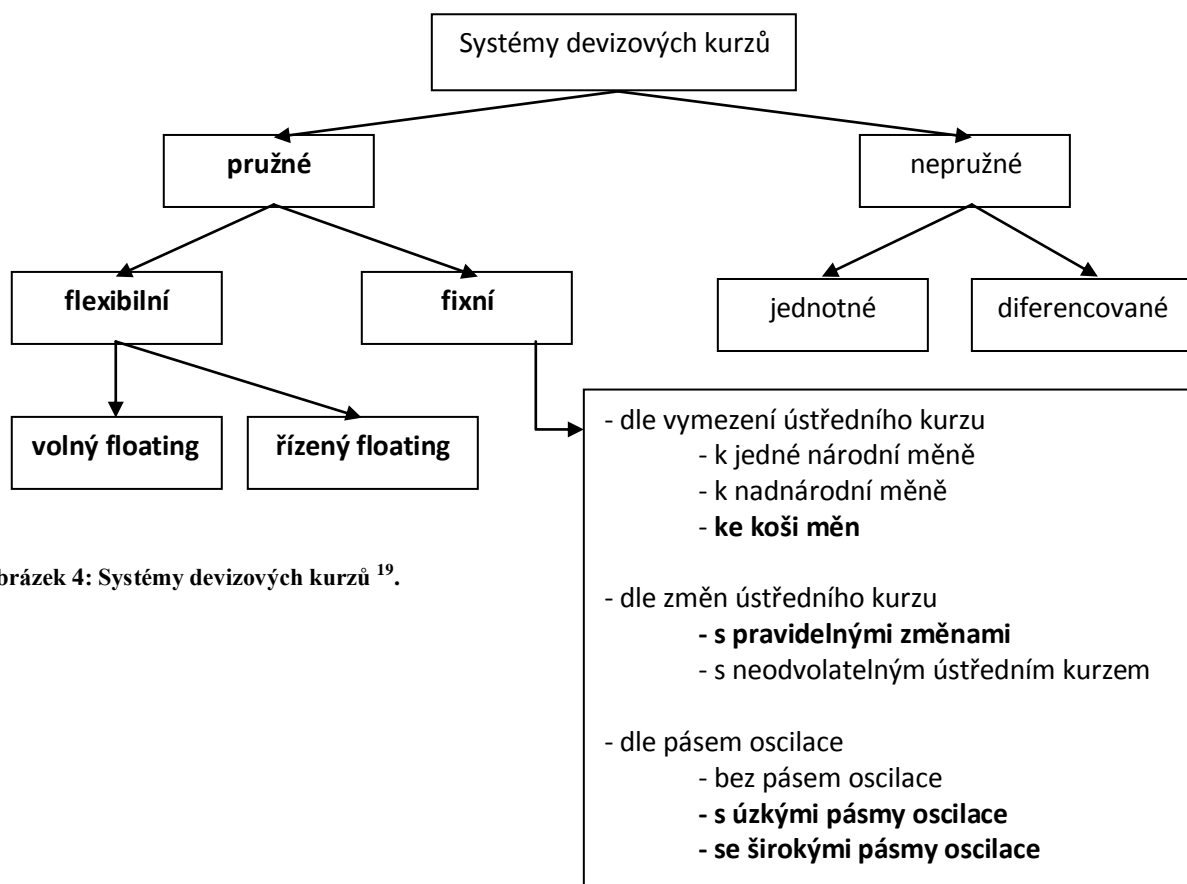 Systémy devizových kurzů
pružné
nepružné
flexibilní
fixní
jednotné
diferencované
volný floating
řízený floating
- dle vymezení ústředního kurzu
- k jedné národní měně
- k nadnárodní měně
- ke koši měn
brázek 4: Systémy devizových kurzů 19.
- dle změn ústředního kurzu
- s pravidelnými změnami
- s neodvolatelným ústředním kurzem
- dle pásem oscilace
- bez pásem oscilace
- s úzkými pásmy oscilace
- se širokými pásmy oscilace